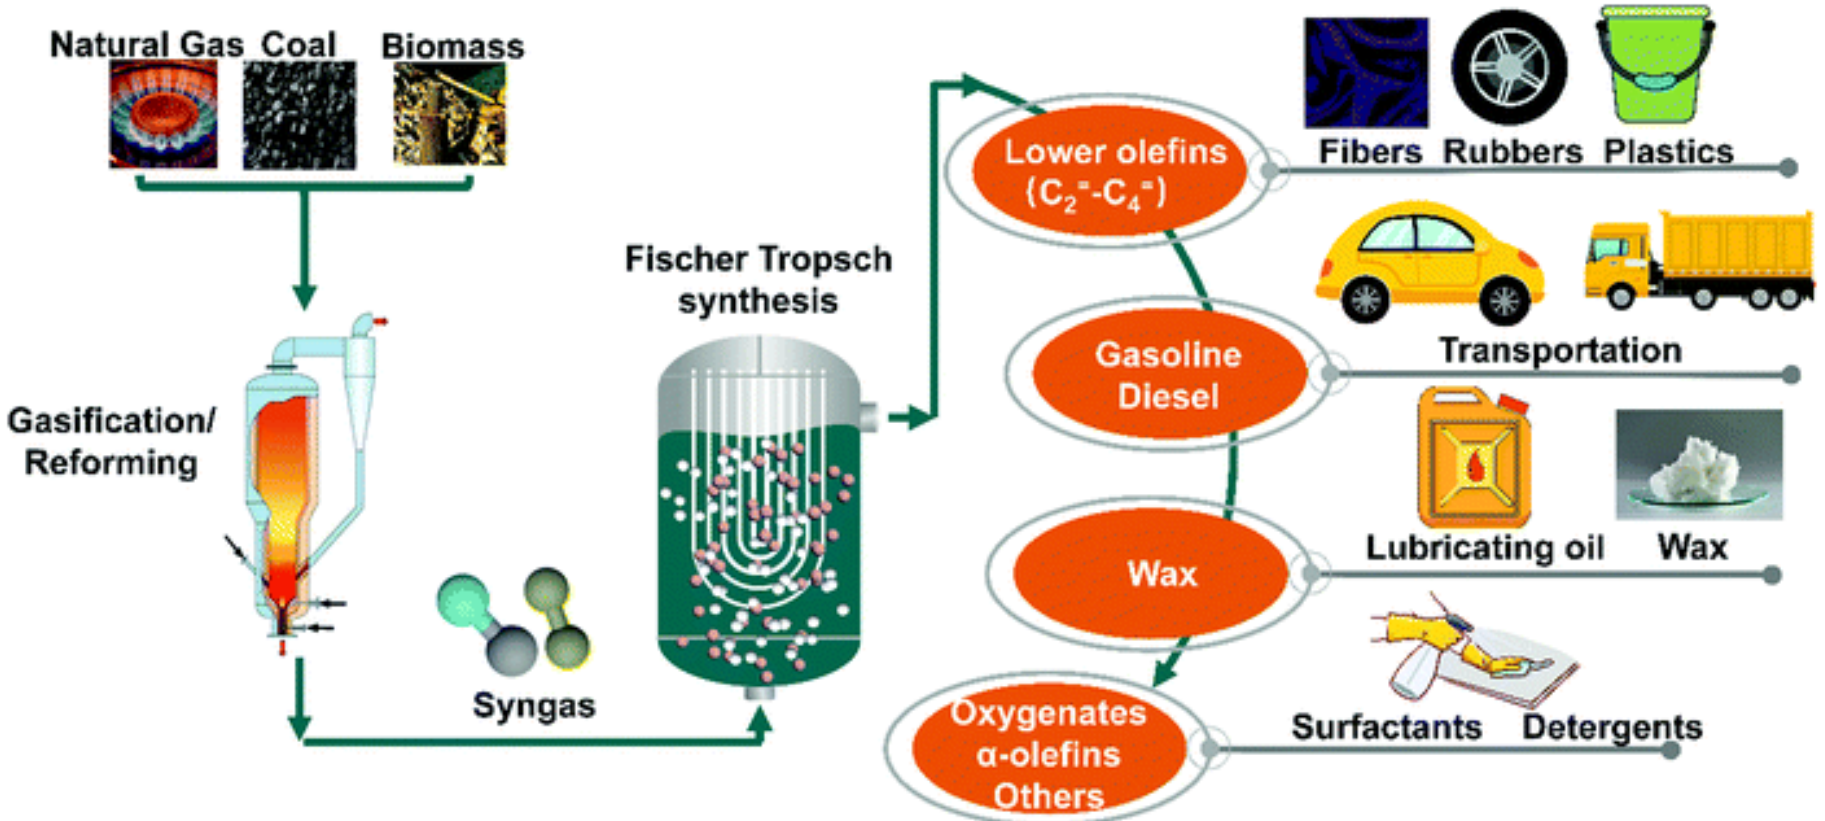 Natural Gas Coal Biomass
Gasification/
Reforming
Syngas
Fischer Tropsch
synthesis
Lower olefins
(C₂⁼-C₄⁼)
Fibers Rubbers Plastics
Gasoline
Diesel
Transportation
Wax
Lubricating oil Wax
Oxygenates
α-olefins
Others
Surfactants Detergents